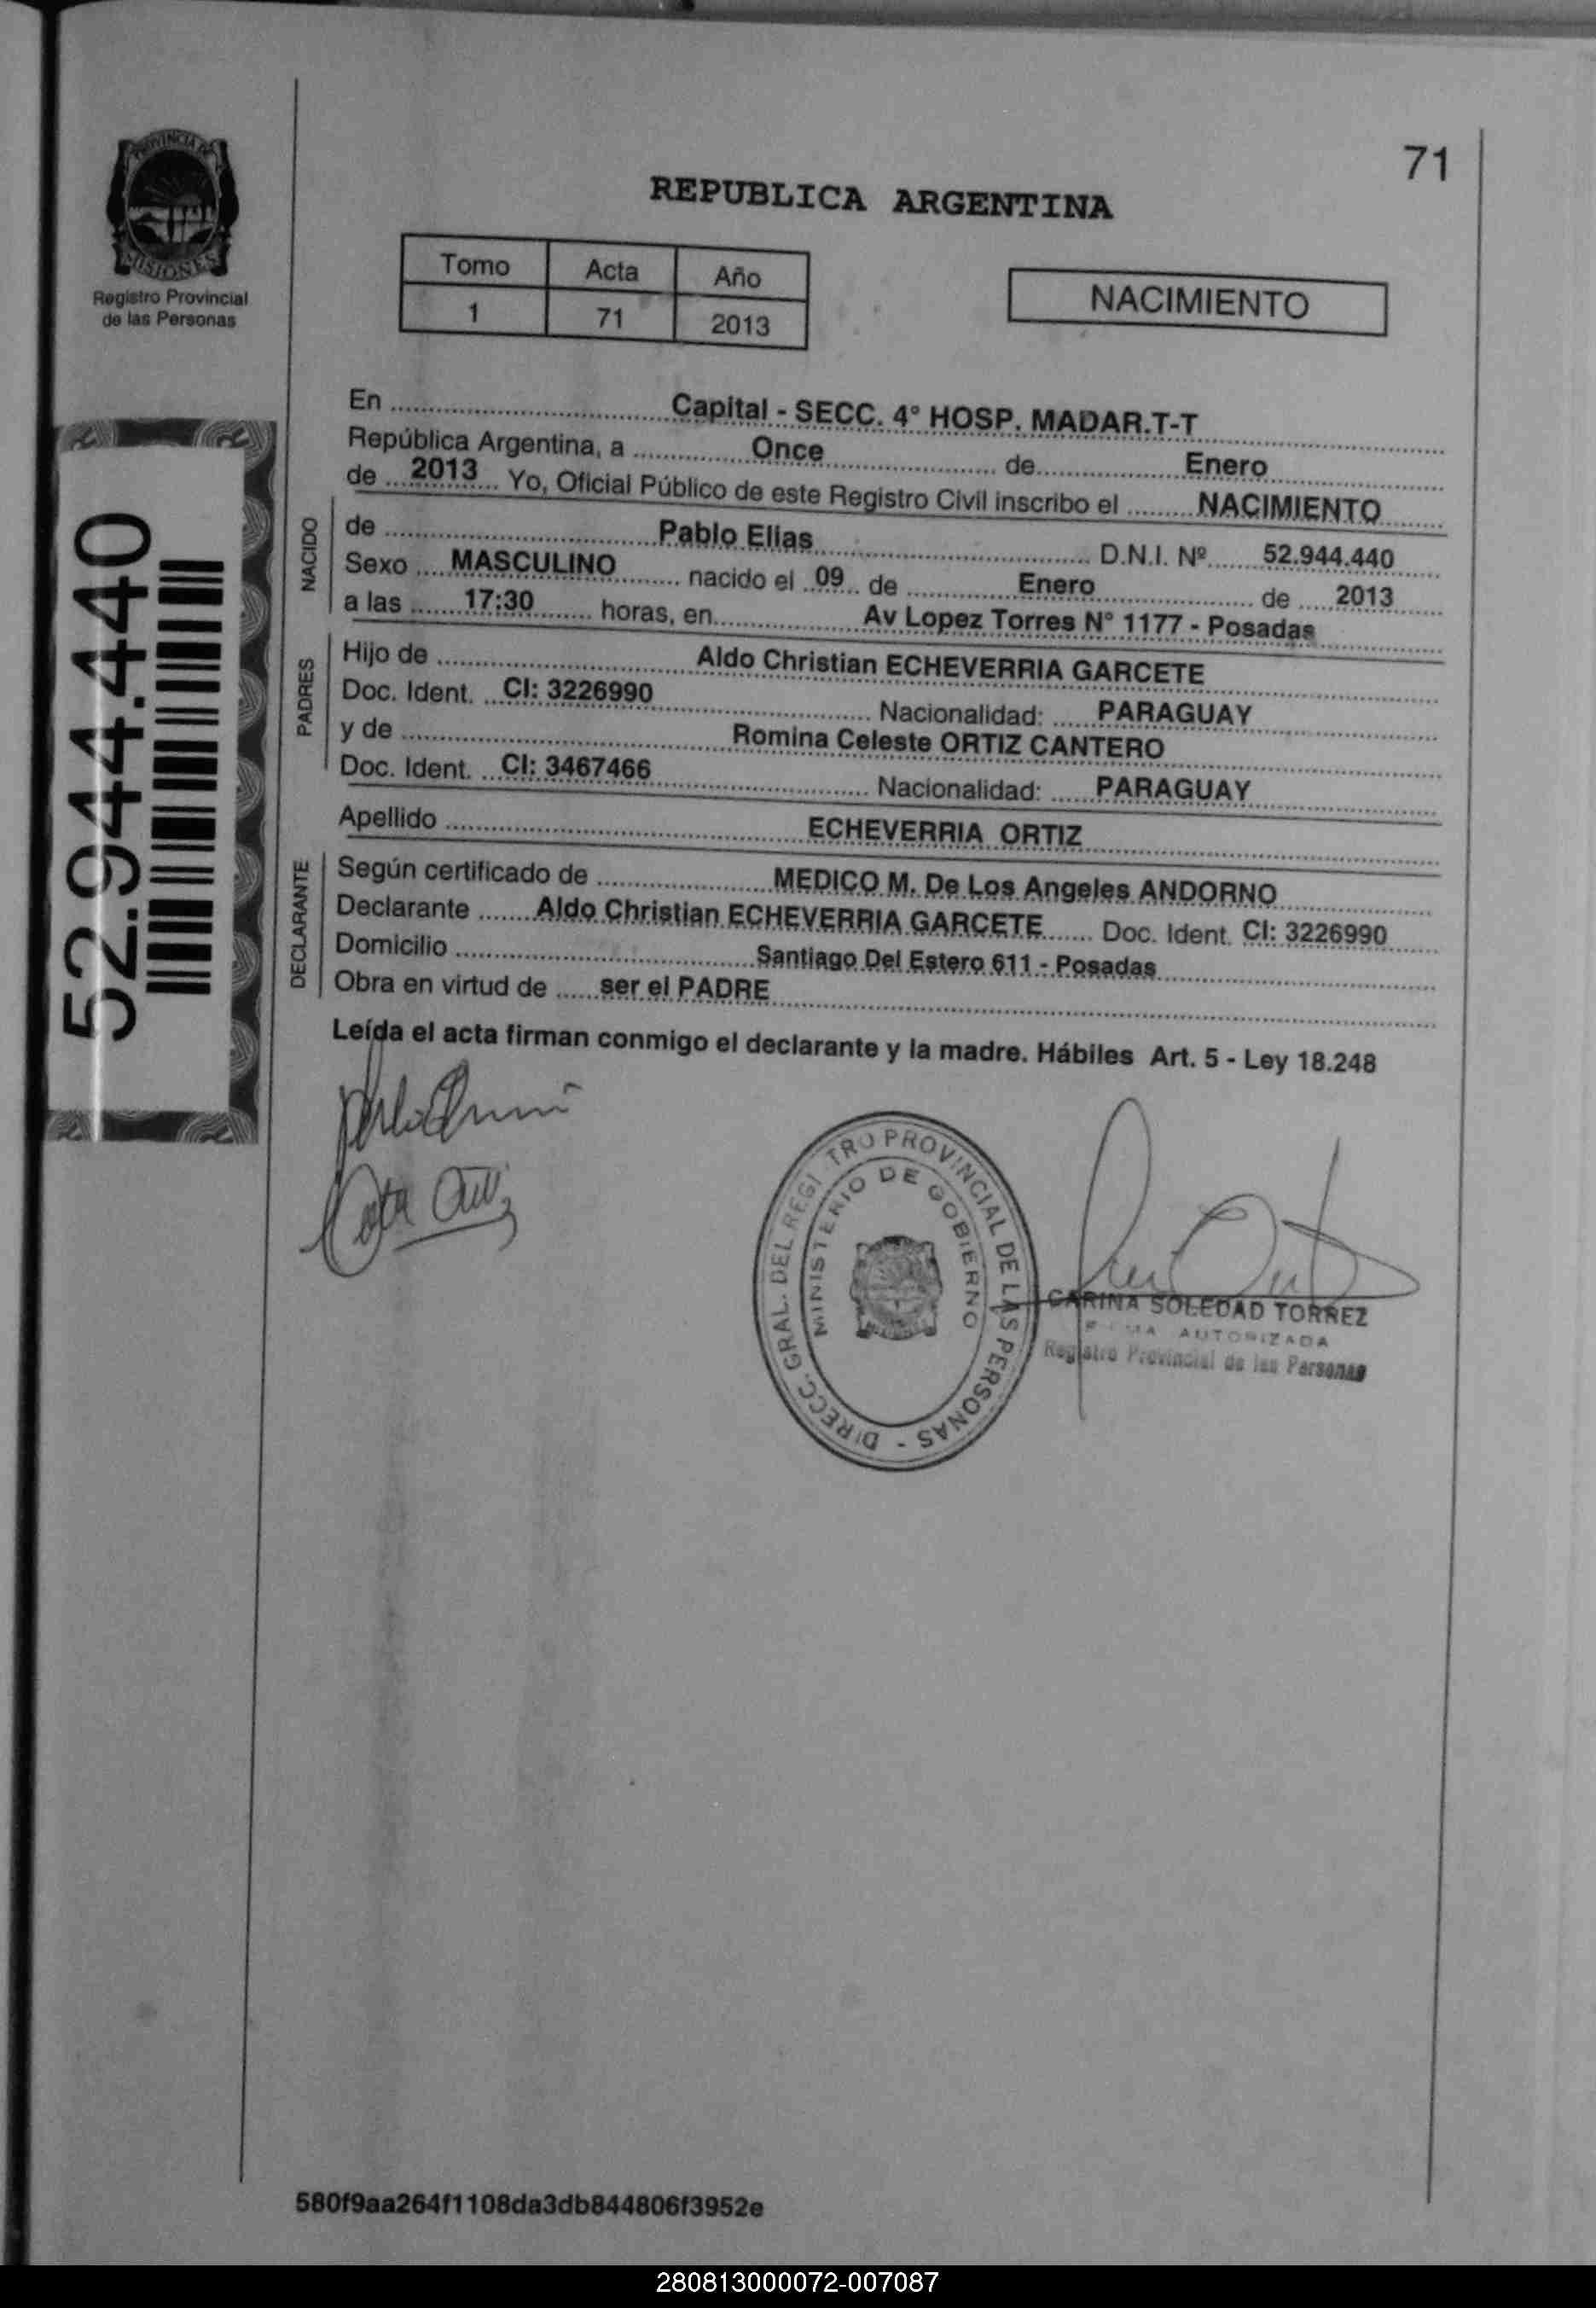 71
PROVINCIA DE
MISIONES
Registro Provincial
de las Personas
REPUBLICA ARGENTINA
Tomo Acta Año
1 71 2013
NACIMIENTO
52.944.440
En Capital - SECC. 4° HOSP. MADAR.T-T
República Argentina, a Once de Enero
de 2013 Yo, Oficial Público de este Registro Civil inscribo el NACIMIENTO
NACIDO
de Pablo Elias D.N.I. Nº 52.944.440
Sexo MASCULINO nacido el 09 de Enero de 2013
a las 17:30 horas, en Av Lopez Torres N° 1177 - Posadas
PADRES
Hijo de Aldo Christian ECHEVERRIA GARCETE
Doc. Ident. CI: 3226990 Nacionalidad: PARAGUAY
y de Romina Celeste ORTIZ CANTERO
Doc. Ident. CI: 3467466 Nacionalidad: PARAGUAY
Apellido ECHEVERRIA ORTIZ
DECLARANTE
Según certificado de MEDICO M. De Los Angeles ANDORNO
Declarante Aldo Christian ECHEVERRIA GARCETE Doc. Ident. CI: 3226990
Domicilio Santiago Del Estero 611 - Posadas
Obra en virtud de ser el PADRE
Leída el acta firman conmigo el declarante y la madre. Hábiles Art. 5 - Ley 18.248
DIRECC. GRAL. DEL REGI TRO PROVINCIAL DE LAS PERSONAS -
MINISTERIO DE GOBIERNO
CARINA SOLEDAD TORREZ
AUTORIZADA
Registro Provincial de las Personas
580f9aa264f1108da3db844806f3952e
280813000072-007087